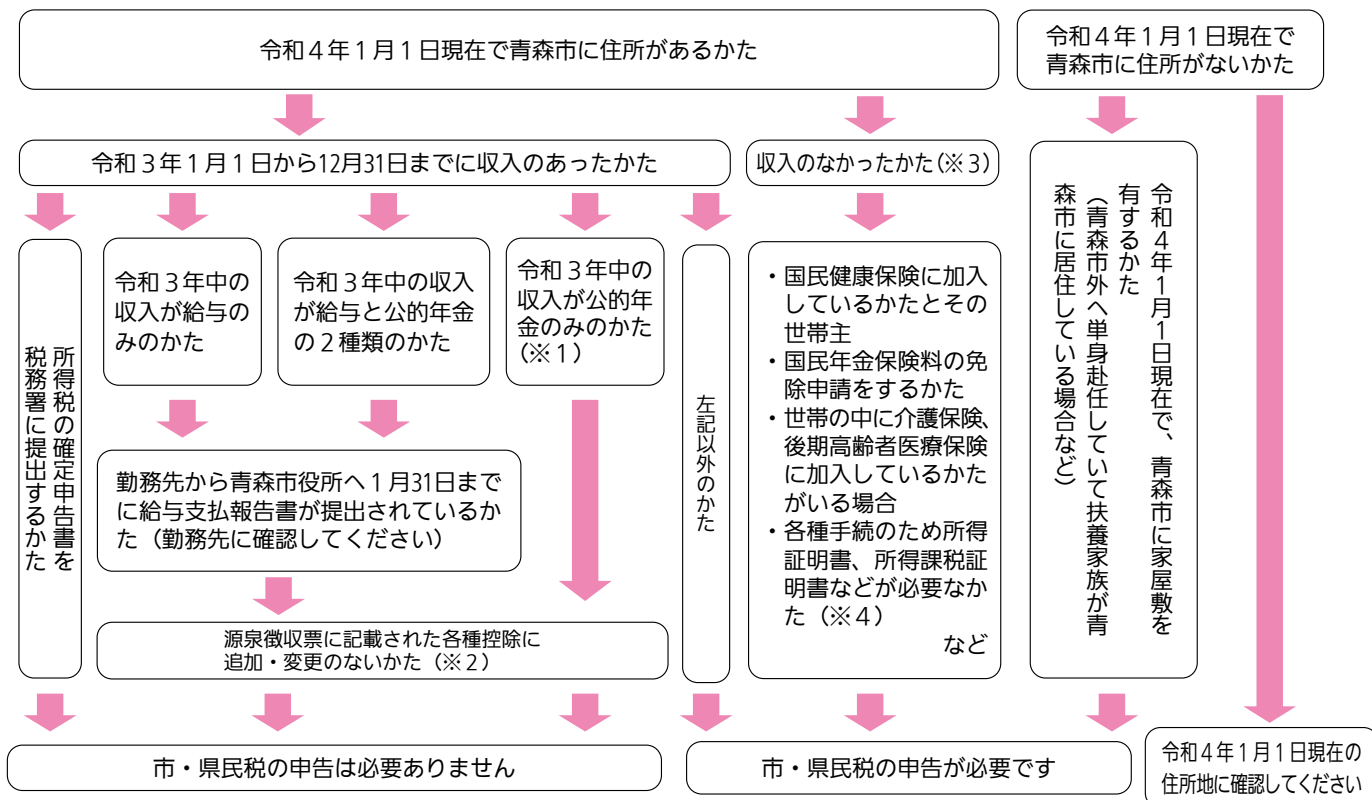 令和４年１月１日現在で青森市に住所があるかた
令和４年１月１日現在で
青森市に住所がないかた
令和３年１月１日から12月31日までに収入のあったかた
収入のなかったかた(※３)
所得税の確定申告書を
税務署に提出するかた
令和３年中の
収入が給与の
みのかた
令和３年中の収入
が給与と公的年金
の２種類のかた
令和３年中の
収入が公的年
金のみのかた
（※１）
左記以外のかた
・国民健康保険に加入
しているかたとその
世帯主
・国民年金保険料の免
除申請をするかた
・世帯の中に介護保険、
後期高齢者医療保険
に加入しているかた
がいる場合
・各種手続のため所得
証明書、所得課税証
明書などが必要なか
た（※４）
など
令和４年１月１日現在で、青森市に家屋敷を
有するかた
（青森市外へ単身赴任していて扶養家族が青
森市に居住している場合など）
勤務先から青森市役所へ１月31日まで
に給与支払報告書が提出されているか
た（勤務先に確認してください）
源泉徴収票に記載された各種控除に
追加・変更のないかた（※２）
市・県民税の申告は必要ありません
市・県民税の申告が必要です
令和４年１月１日現在の
住所地に確認してください